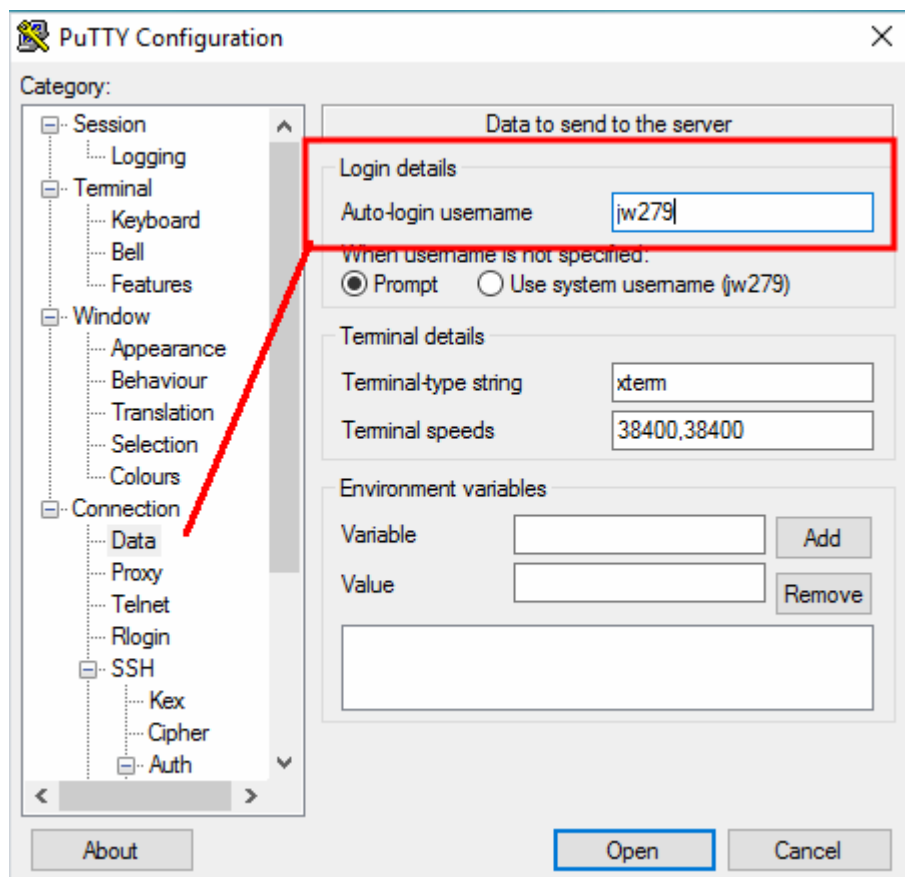 PuTTY Configuration
Category:
Session
Logging
Terminal
Keyboard
Bell
Features
Window
Appearance
Behaviour
Translation
Selection
Colours
Connection
Data
Proxy
Telnet
Rlogin
SSH
Kex
Cipher
Auth
Data to send to the server
Login details
Auto-login username jw279
When username is not specified:
Prompt Use system username (jw279)
Terminal details
Terminal-type string xterm
Terminal speeds 38400,38400
Environment variables
Variable Add
Value Remove
About Open Cancel